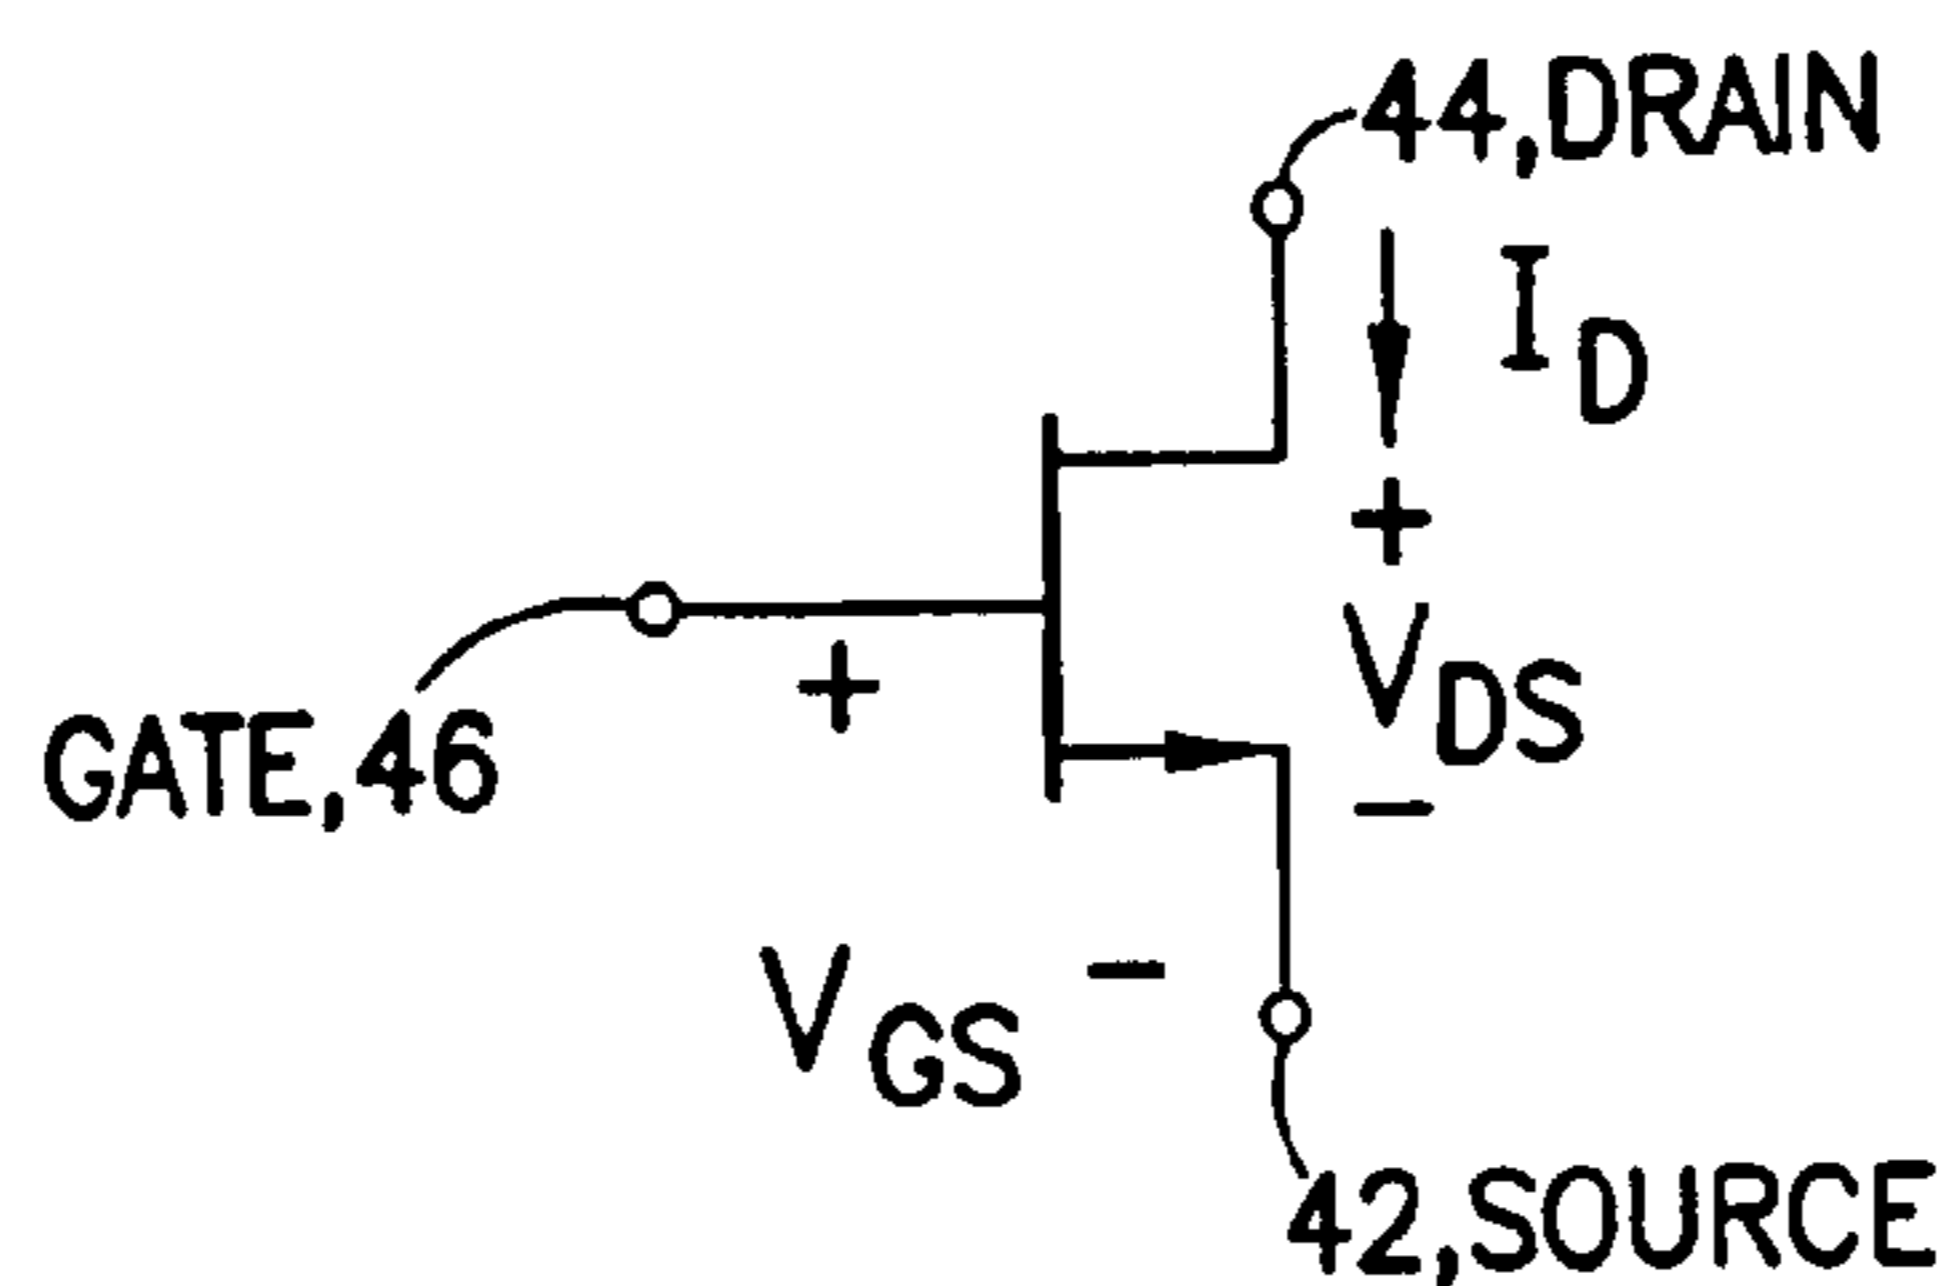 44,DRAIN
I_D
+
V_DS
−
GATE,46
+
V_GS
−
42,SOURCE